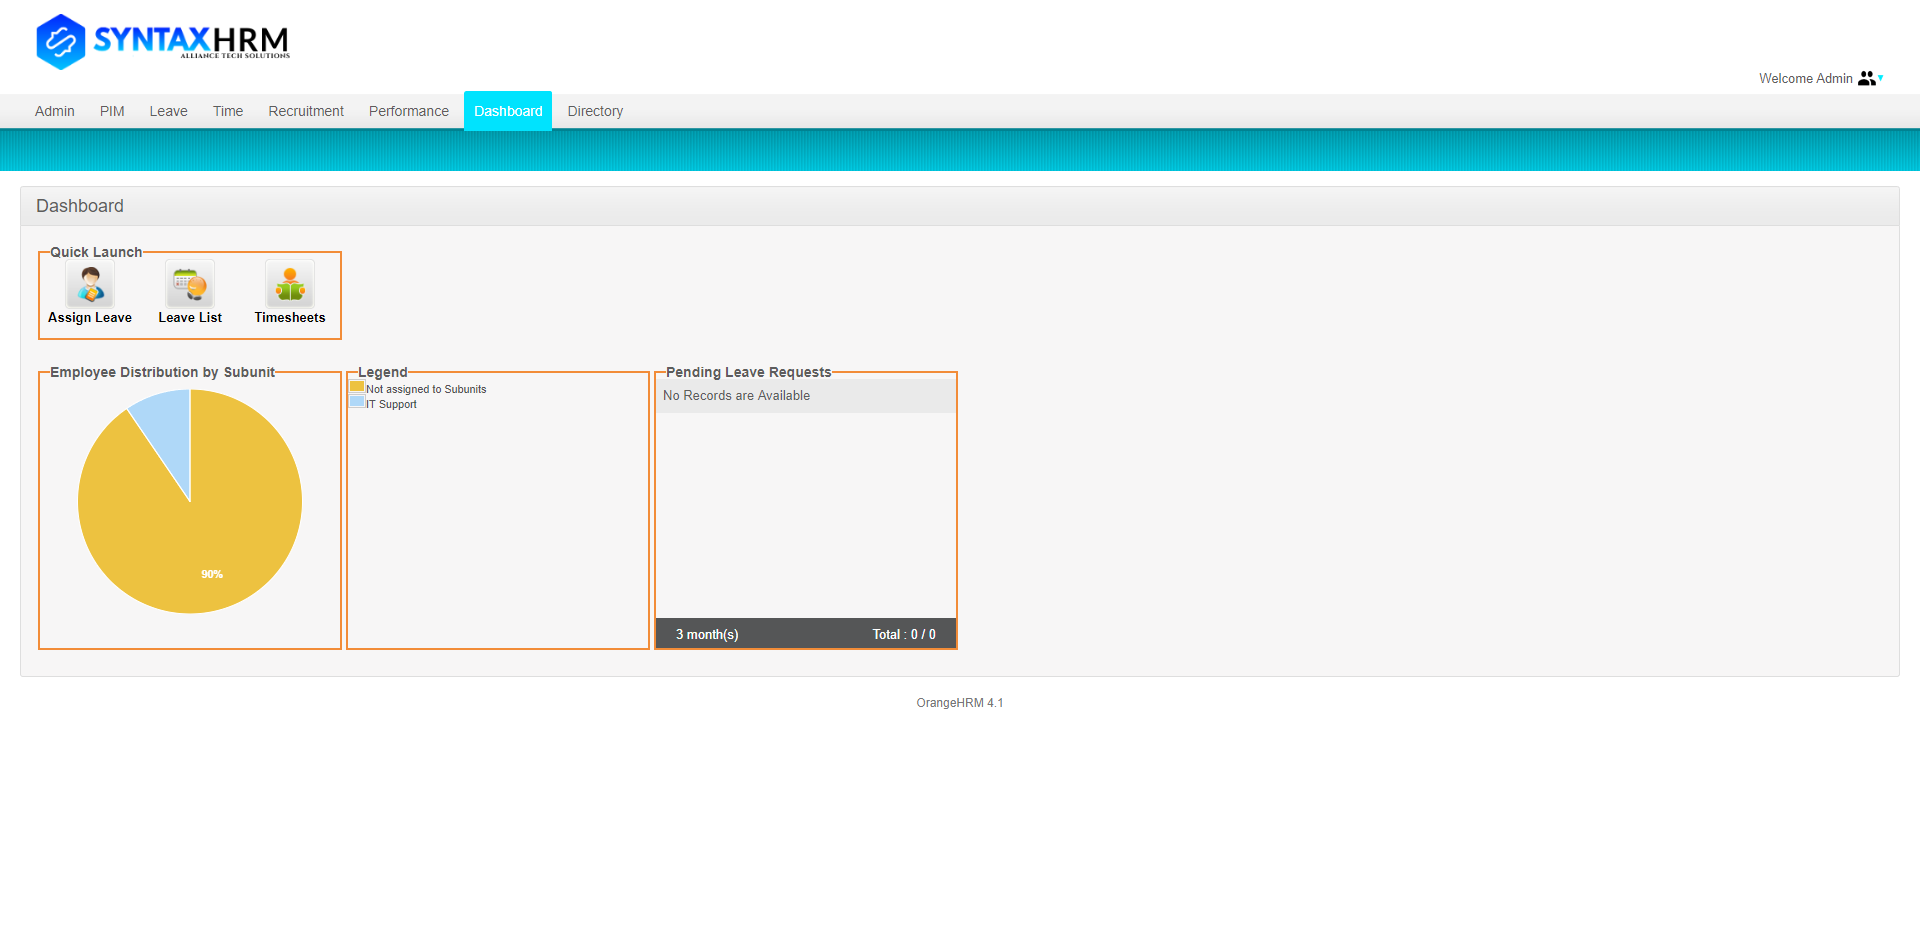 SYNTAXHRM
ALLIANCE TECH SOLUTIONS
Welcome Admin
Admin PIM Leave Time Recruitment Performance Dashboard Directory
Dashboard
Quick Launch
Assign Leave Leave List Timesheets
Employee Distribution by Subunit
90%
Legend
Not assigned to Subunits
IT Support
Pending Leave Requests
No Records are Available
3 month(s) Total : 0 / 0
OrangeHRM 4.1